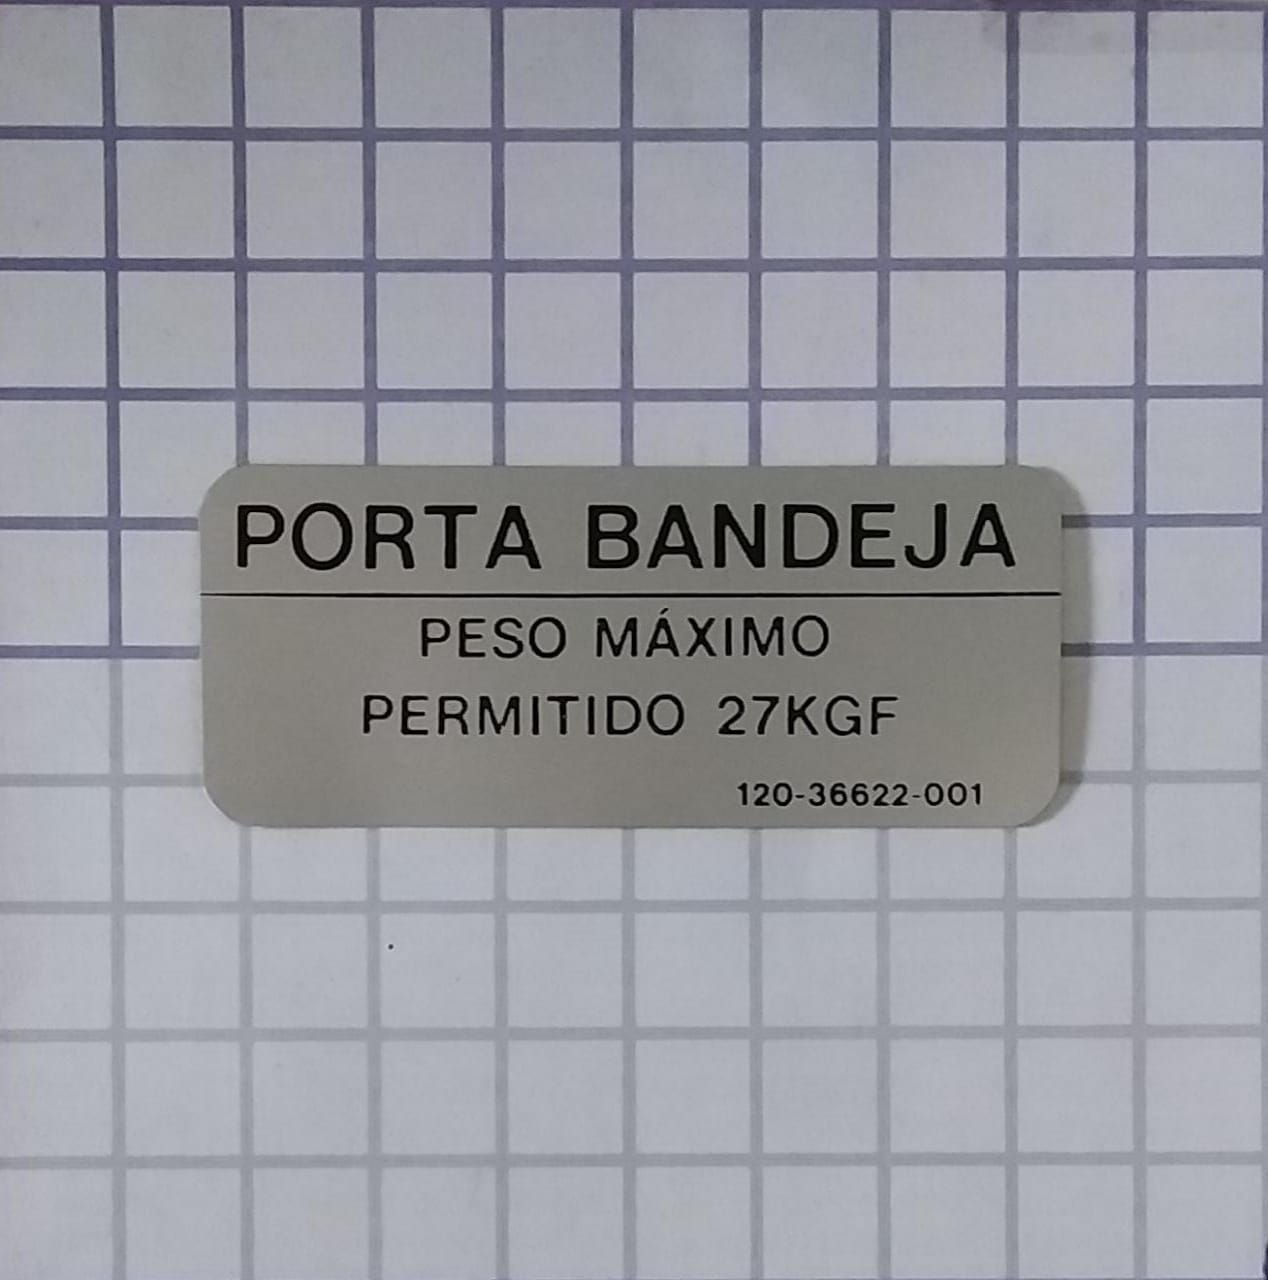 PORTA BANDEJA
PESO MÁXIMO
PERMITIDO 27KGF
120-36622-001